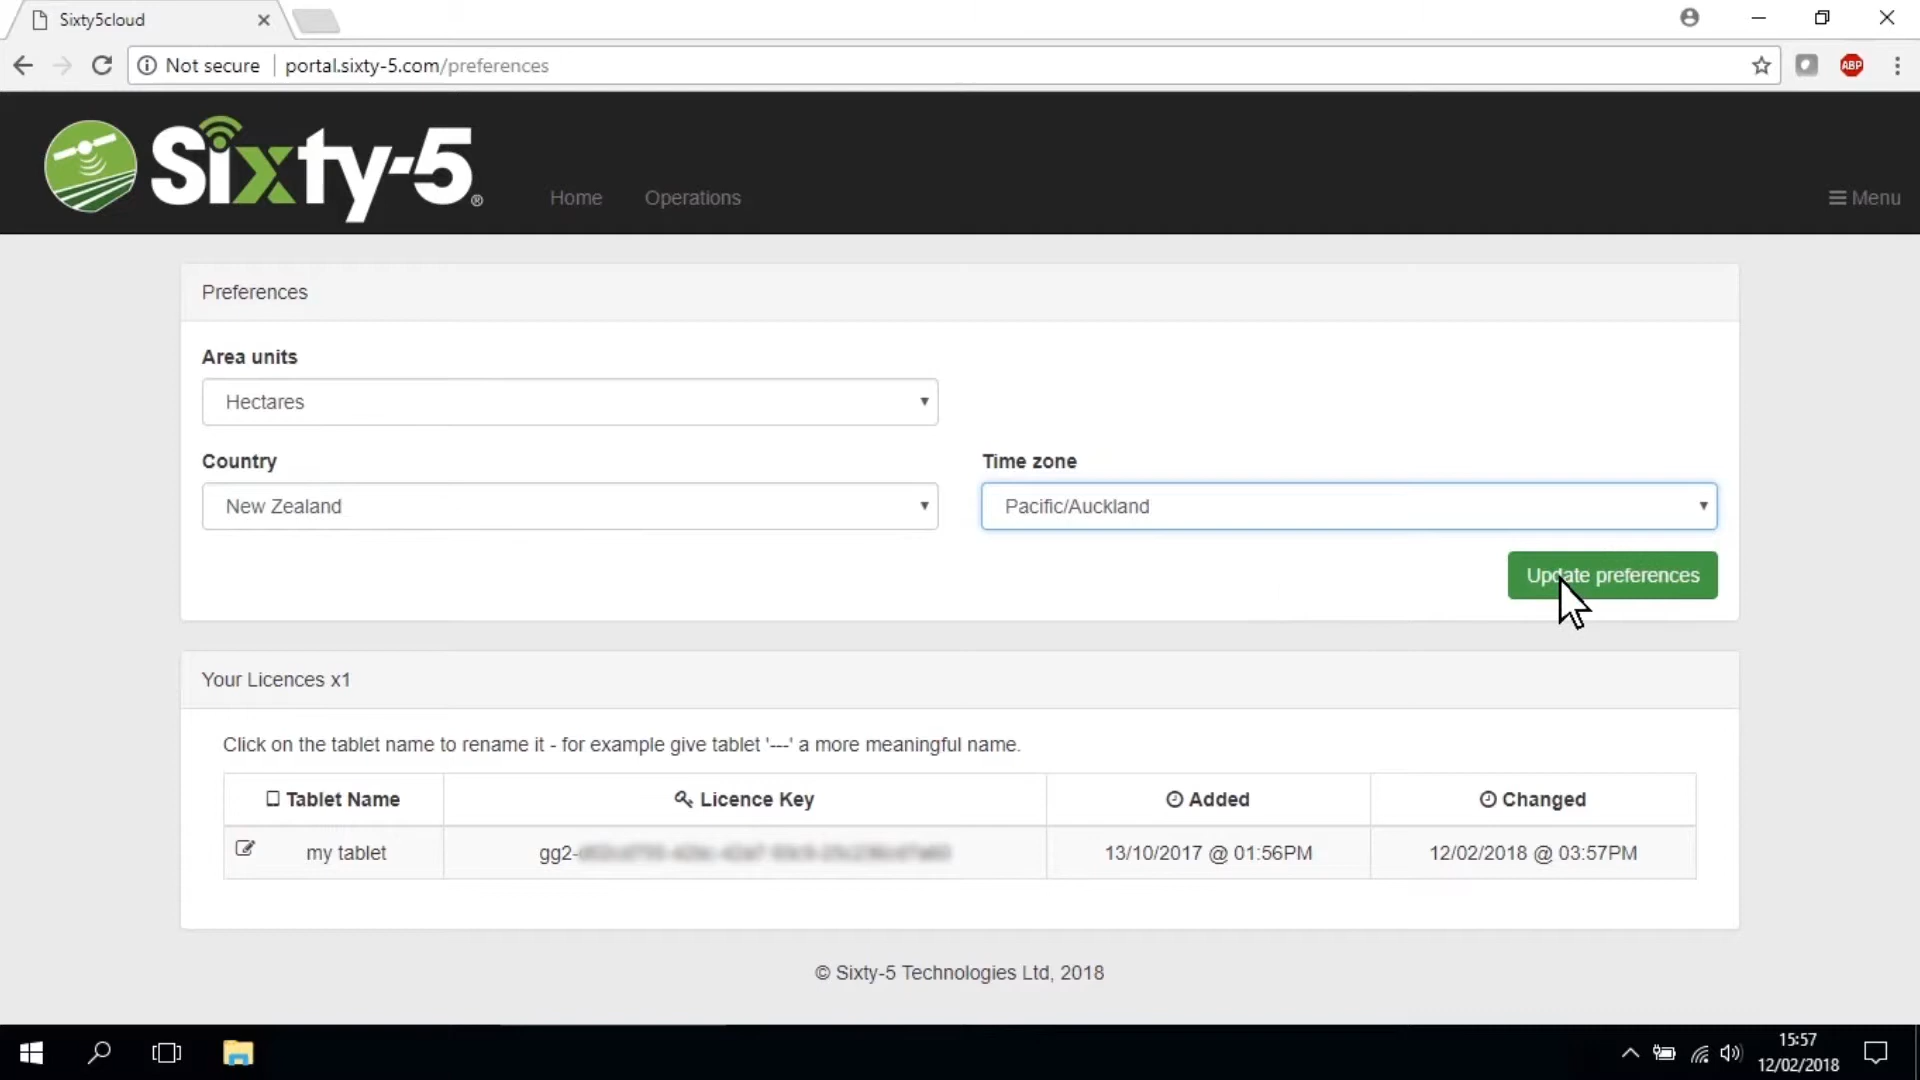 Sixty5cloud
Not secure
portal.sixty-5.com/preferences
ABP
Sixty-5®
Home
Operations
Menu
Preferences
Area units
Hectares
Country
Time zone
New Zealand
Pacific/Auckland
Update preferences
Your Licences x1
Click on the tablet name to rename it - for example give tablet '---' a more meaningful name.
Tablet Name
Licence Key
Added
Changed
my tablet
gg2-
13/10/2017 @ 01:56PM
12/02/2018 @ 03:57PM
© Sixty-5 Technologies Ltd, 2018
15:57
12/02/2018